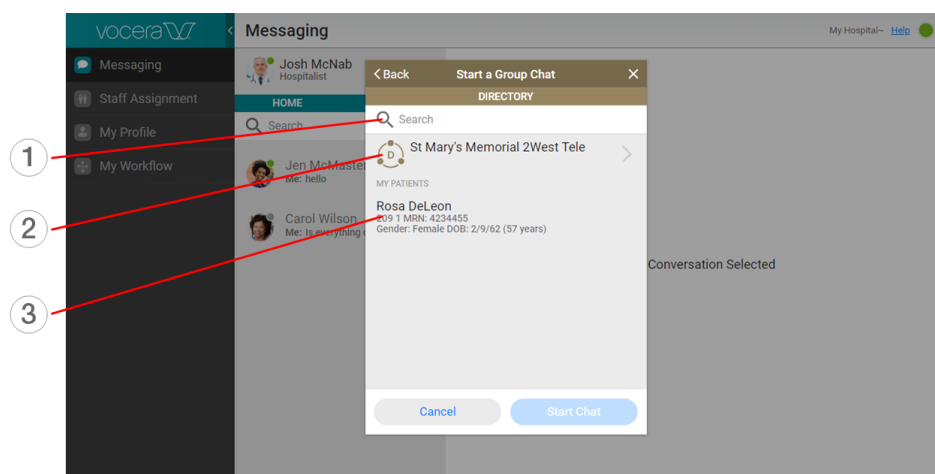 vocera
Messaging
My Hospital~ Help
Messaging
Staff Assignment
My Profile
My Workflow
Josh McNab
Hospitalist
HOME
Search
Jen McMaste
Me: hello
Carol Wilson
Me: Is everything
< Back Start a Group Chat ×
DIRECTORY
Search
D St Mary's Memorial 2West Tele
MY PATIENTS
Rosa DeLeon
209 1 MRN: 4234455
Gender: Female DOB: 2/9/62 (57 years)
Cancel Start Chat
Conversation Selected
1
2
3